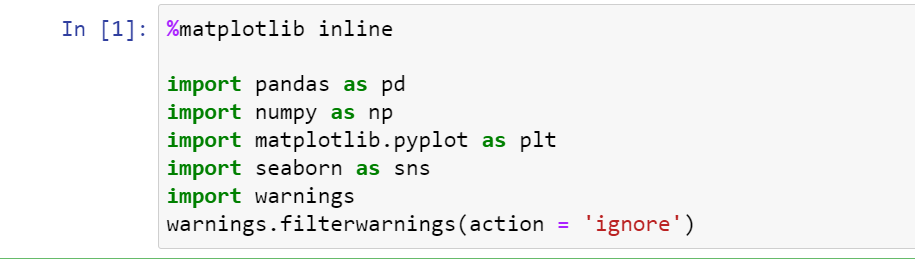 In [1]: %matplotlib inline
import pandas as pd
import numpy as np
import matplotlib.pyplot as plt
import seaborn as sns
import warnings
warnings.filterwarnings(action = 'ignore')